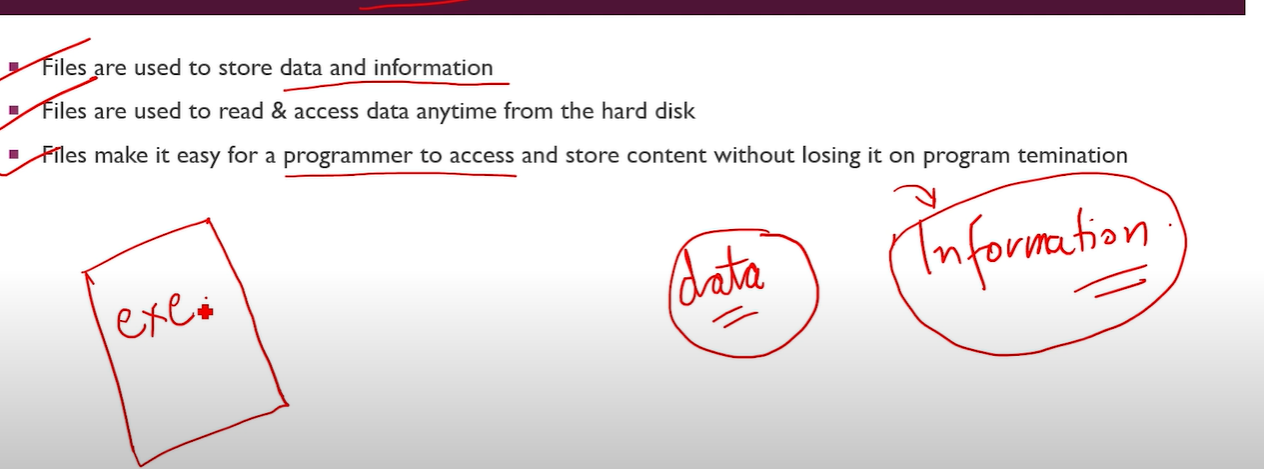 Files are used to store data and information
Files are used to read & access data anytime from the hard disk
Files make it easy for a programmer to access and store content without losing it on program temination
Information
data
exe